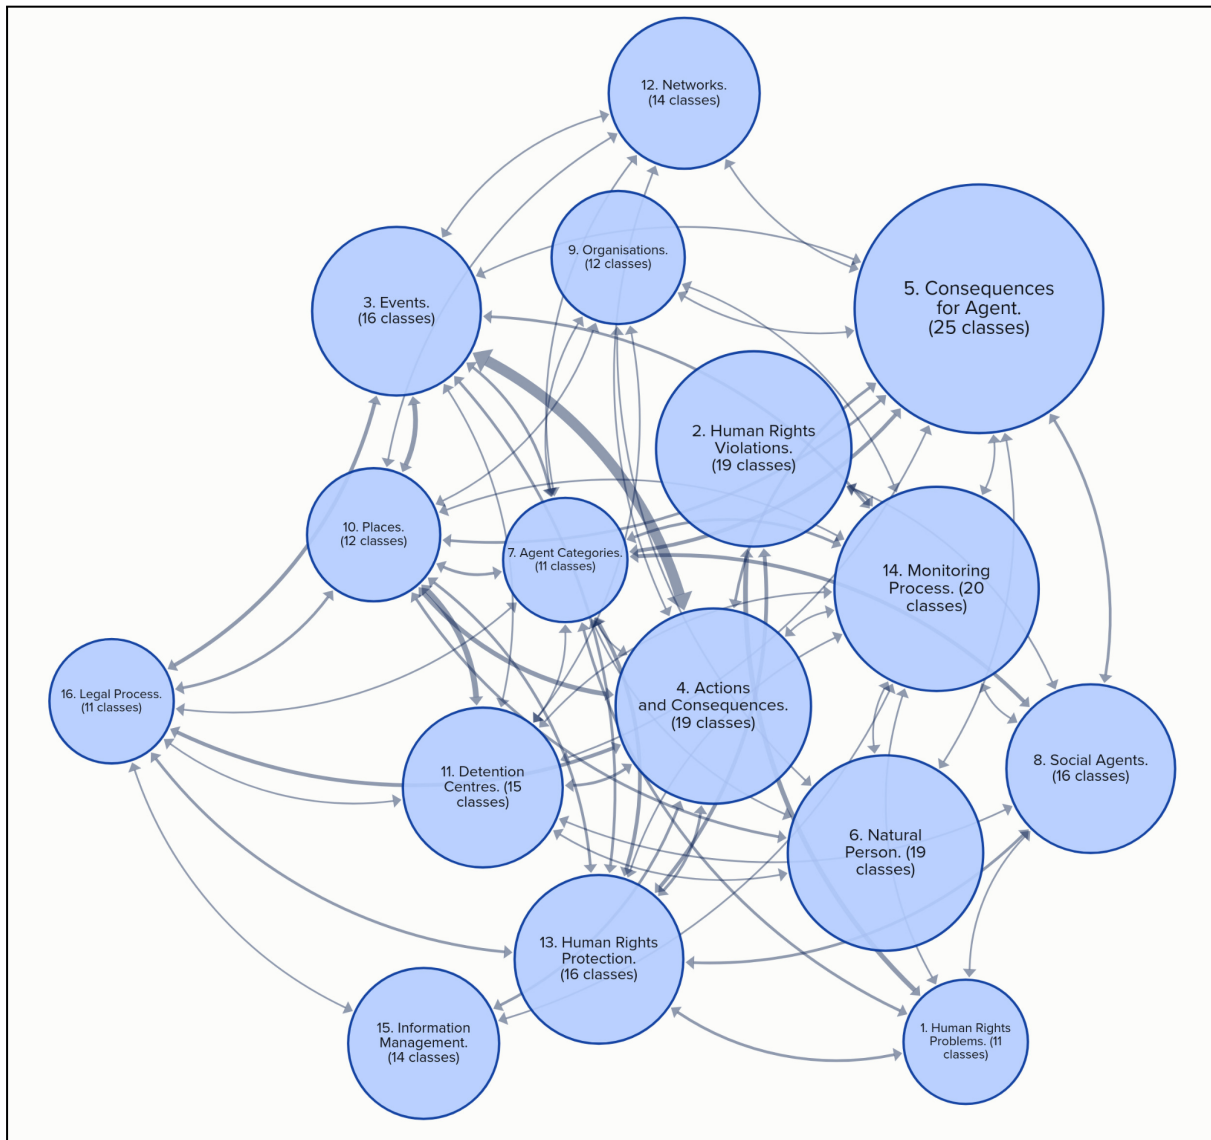 12. Networks.
(14 classes)
9. Organisations.
(12 classes)
3. Events.
(16 classes)
5. Consequences
for Agent.
(25 classes)
2. Human Rights
Violations.
(19 classes)
10. Places.
(12 classes)
7. Agent Categories.
(11 classes)
14. Monitoring
Process. (20
classes)
16. Legal Process.
(11 classes)
4. Actions
and Consequences.
(19 classes)
11. Detention
Centres. (15
classes)
8. Social Agents.
(16 classes)
6. Natural
Person. (19
classes)
13. Human Rights
Protection.
(16 classes)
15. Information
Management.
(14 classes)
1. Human Rights
Problems. (11
classes)